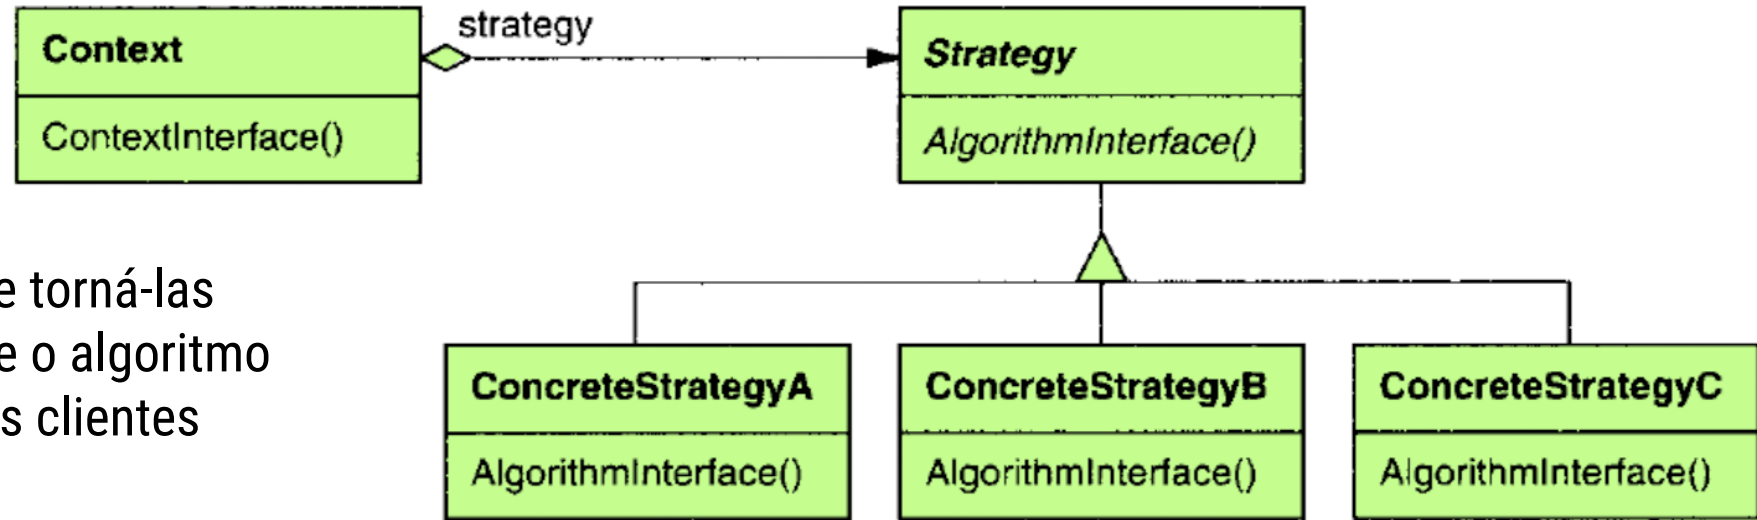 strategy
Context
Strategy
ContextInterface()
AlgorithmInterface()
e torná-las
e o algoritmo
s clientes
ConcreteStrategyA
ConcreteStrategyB
ConcreteStrategyC
AlgorithmInterface()
AlgorithmInterface()
AlgorithmInterface()